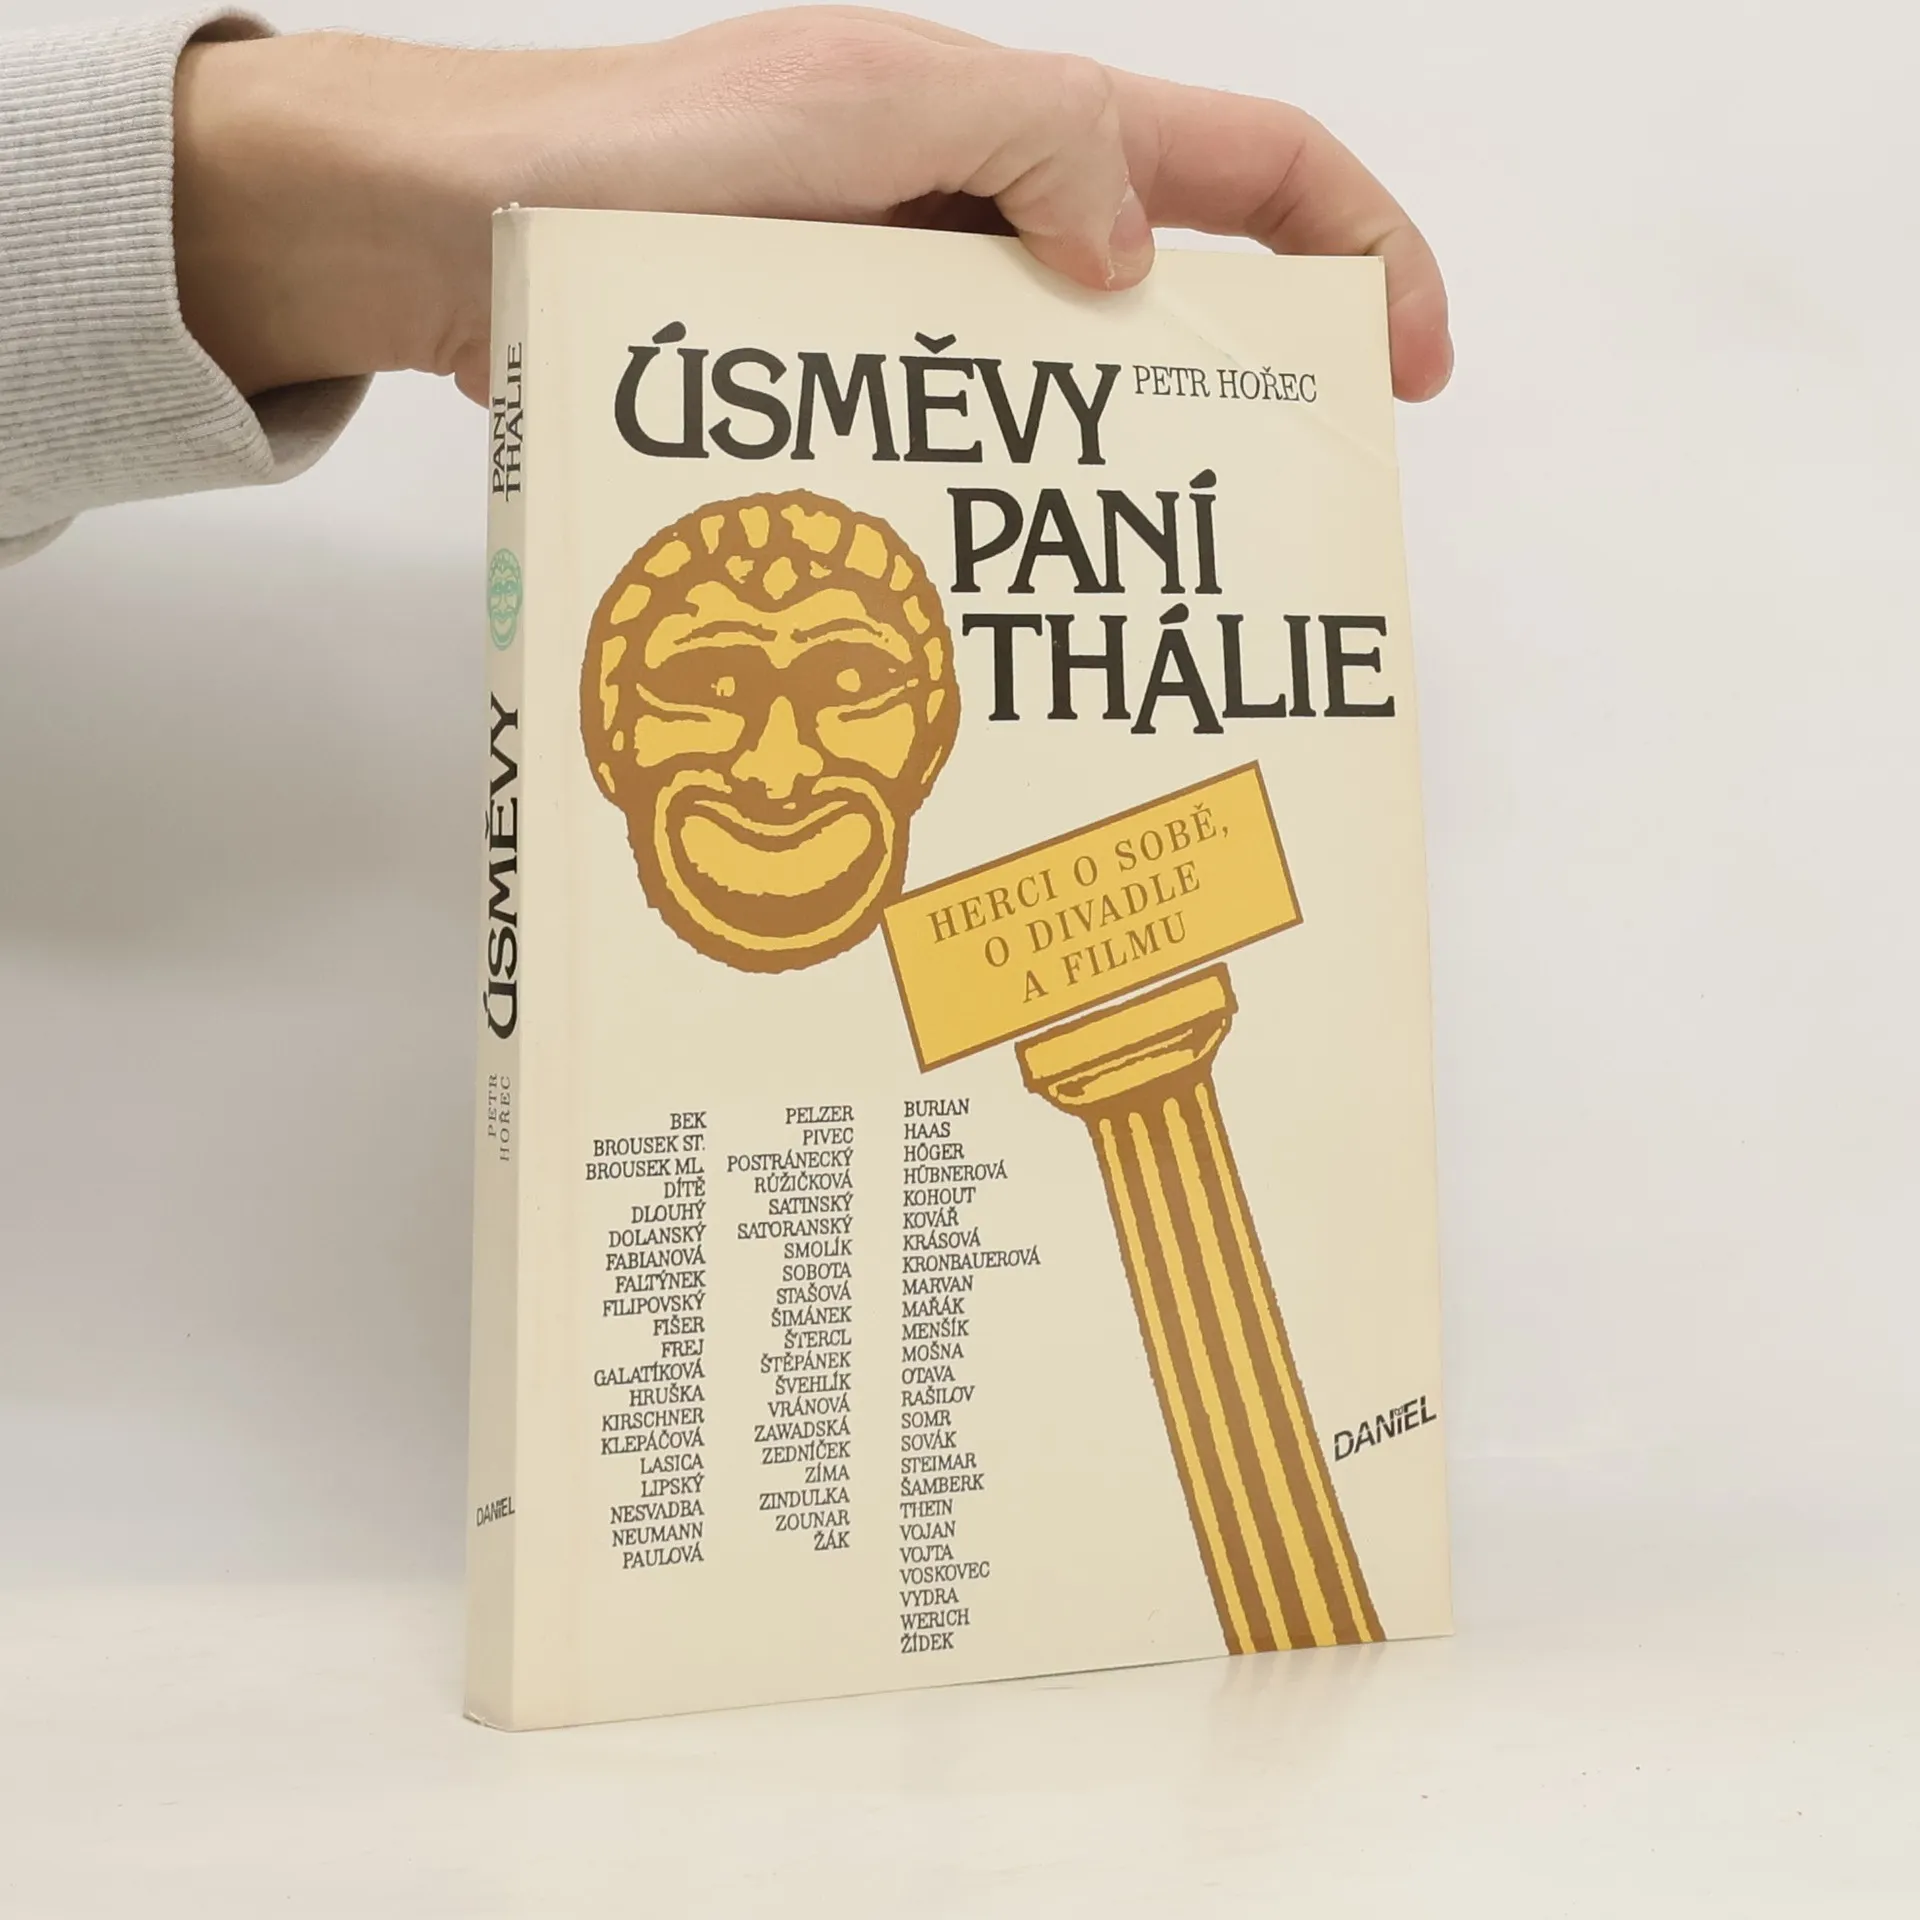 ÚSMĚVY
PETR HOŘEC
PANÍ
THÁLIE
HERCI O SOBĚ,
O DIVADLE
A FILMU
BEK
BROUSEK ST.
BROUSEK ML.
DÍTĚ
DLOUHÝ
DOLANSKÝ
FABIANOVÁ
FALTÝNEK
FILIPOVSKÝ
FIŠER
FREJ
GALATÍKOVÁ
HRUŠKA
KIRSCHNER
KLEPÁČOVÁ
LASICA
LIPSKÝ
NESVADBA
NEUMANN
PAULOVÁ
PELZER
PIVEC
POSTRÁNECKÝ
RŮŽIČKOVÁ
SATINSKÝ
SATORANSKÝ
SMOLÍK
SOBOTA
STAŠOVÁ
ŠIMÁNEK
ŠTERCL
ŠTĚPÁNEK
ŠVEHLÍK
VRÁNOVÁ
ZAWADSKÁ
ZEDNÍČEK
ZÍMA
ZINDULKA
ZOUNAR
ŽÁK
BURIAN
HAAS
HÖGER
HÜBNEROVÁ
KOHOUT
KOVÁŘ
KRÁSOVÁ
KRONBAUEROVÁ
MARVAN
MAŘÁK
MENŠÍK
MOŠNA
OTAVA
RAŠILOV
SOMR
SOVÁK
STEIMAR
ŠAMBERK
THEIN
VOJAN
VOJTA
VOSKOVEC
VYDRA
WERICH
ŽÍDEK
DANIEL
PETR
HOŘEC
ÚSMĚVY
PANÍ
THÁLIE
DANIEL